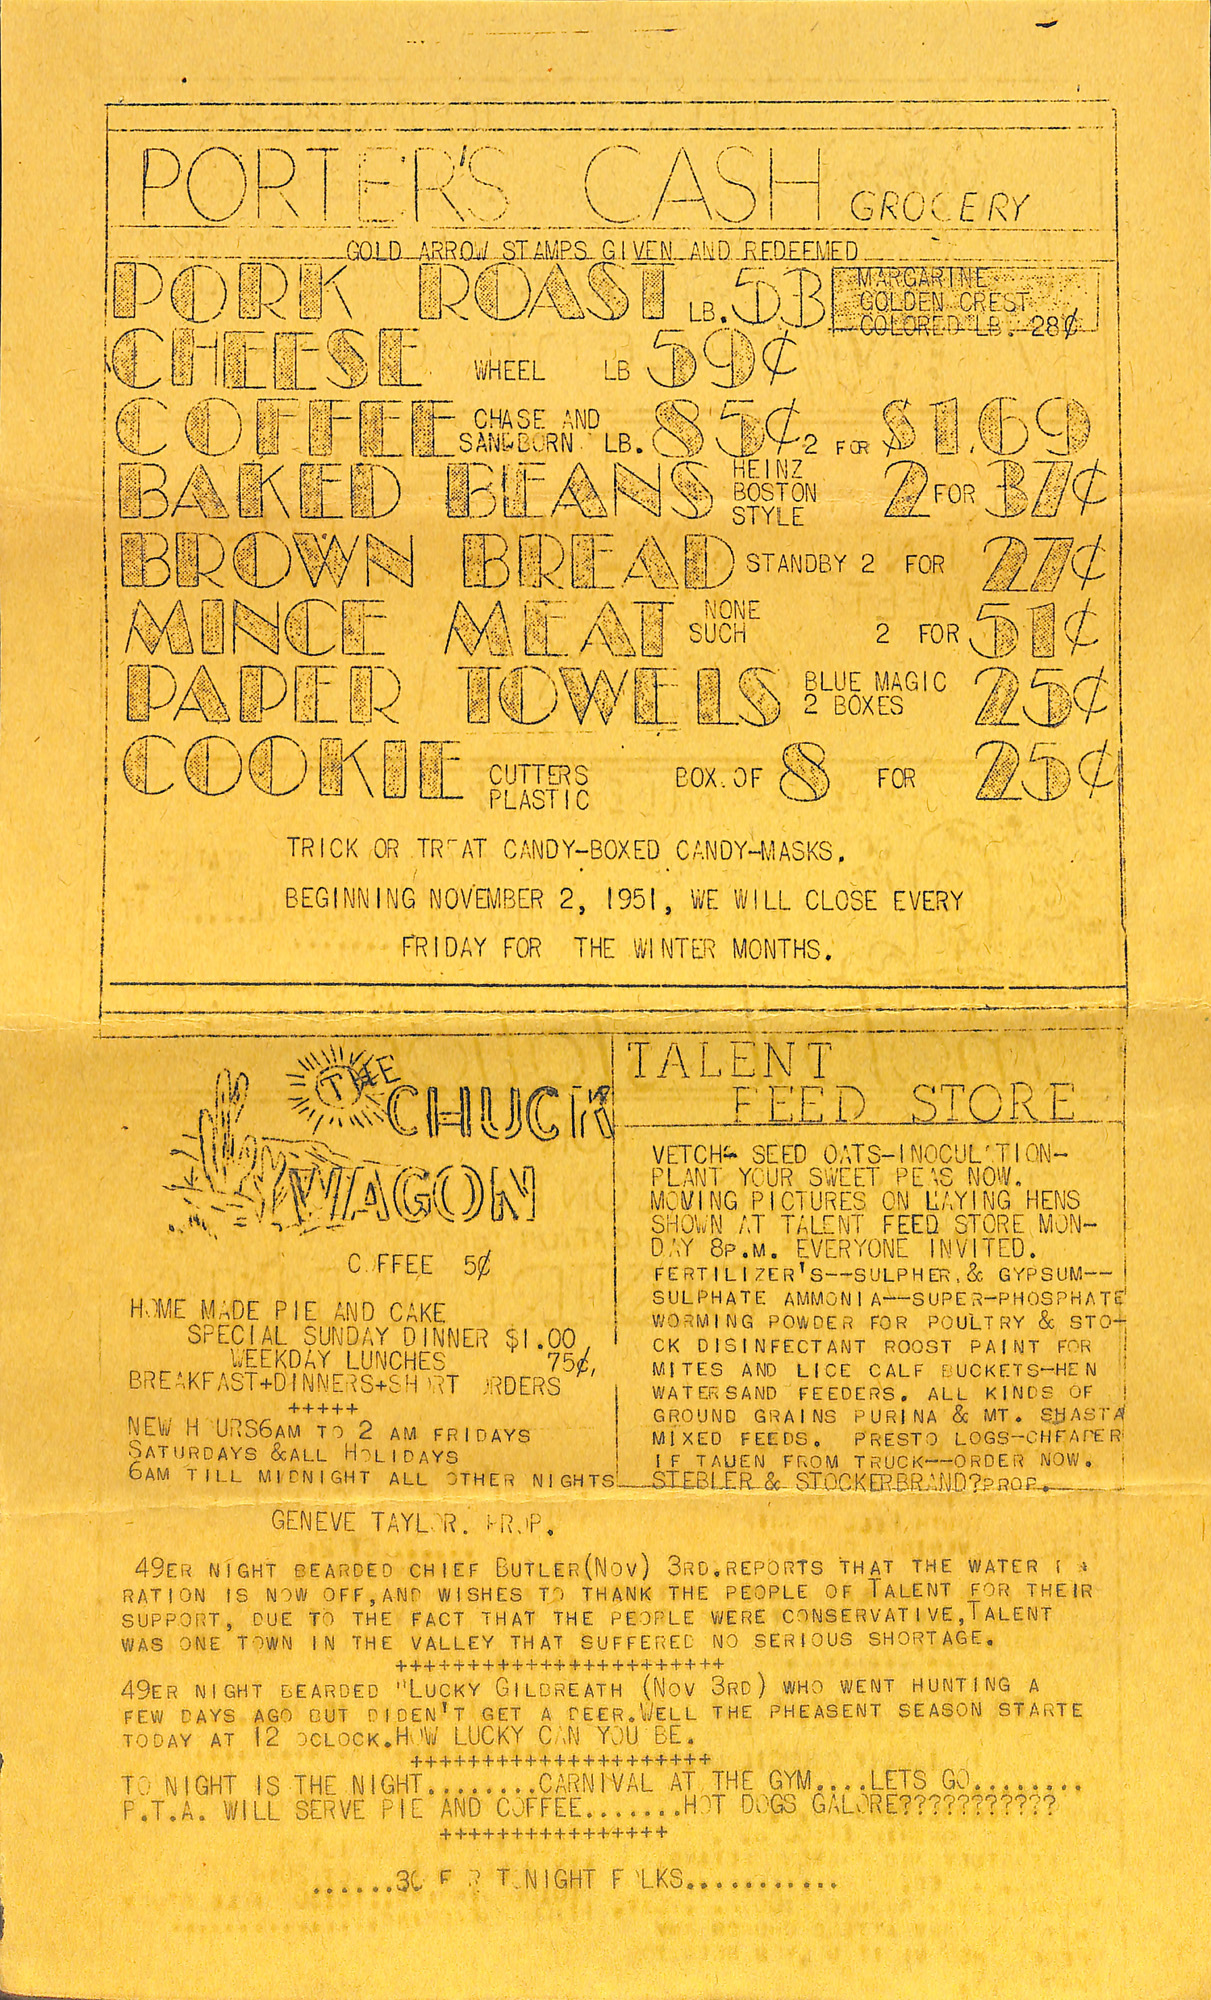 PORTER'S CASH GROCERY
GOLD ARROW STAMPS GIVEN AND REDEEMED
PORK ROAST LB. 53
MARGARINE
GOLDEN CREST
COLORED LB. 28¢
CHEESE WHEEL LB 59¢
COFFEE CHASE AND SANDBORN LB. 85¢ 2 FOR $1.69
BAKED BEANS HEINZ BOSTON STYLE 2 FOR 37¢
BROWN BREAD STANDBY 2 FOR 27¢
MINCE MEAT NONE SUCH 2 FOR 51¢
PAPER TOWELS BLUE MAGIC 2 BOXES 25¢
COOKIE CUTTERS PLASTIC BOX.OF 8 FOR 25¢
TRICK OR TREAT CANDY-BOXED CANDY-MASKS.
BEGINNING NOVEMBER 2, 1951, WE WILL CLOSE EVERY
FRIDAY FOR THE WINTER MONTHS.
THE
CHUCK
WAGON
COFFEE 5¢
HOME MADE PIE AND CAKE
SPECIAL SUNDAY DINNER $1.00
WEEKDAY LUNCHES 75¢,
BREAKFAST+DINNERS+SHORT ORDERS
+++++
NEW HOURS6AM TO 2 AM FRIDAYS
SATURDAYS &ALL HOLIDAYS
6AM TILL MIDNIGHT ALL OTHER NIGHTS
GENEVE TAYLOR. PROP.
TALENT
FEED STORE
VETCH& SEED OATS-INOCULATION-
PLANT YOUR SWEET PEAS NOW.
MOVING PICTURES ON LAYING HENS
SHOWN AT TALENT FEED STORE MON-
DAY 8P.M. EVERYONE INVITED.
FERTILIZER'S--SULPHER,& GYPSUM--
SULPHATE AMMONIA--SUPER-PHOSPHATE
WORMING POWDER FOR POULTRY & STO-
CK DISINFECTANT ROOST PAINT FOR
MITES AND LICE CALF BUCKETS-HEN
WATERSAND FEEDERS. ALL KINDS OF
GROUND GRAINS PURINA & MT. SHASTA
MIXED FEEDS. PRESTO LOGS-CHEAPER
IF TAUEN FROM TRUCK--ORDER NOW.
STEBLER & STOCKERBRAND?PROP.
49ER NIGHT BEARDED CHIEF BUTLER(NOV) 3RD.REPORTS THAT THE WATER
RATION IS NOW OFF,AND WISHES TO THANK THE PEOPLE OF TALENT FOR THEIR
SUPPORT, DUE TO THE FACT THAT THE PEOPLE WERE CONSERVATIVE,TALENT
WAS ONE TOWN IN THE VALLEY THAT SUFFERED NO SERIOUS SHORTAGE.
+++++++++++++++++++++++
49ER NIGHT BEARDED "LUCKY GILDREATH (NOV 3RD) WHO WENT HUNTING A
FEW DAYS AGO BUT DIDEN'T GET A DEER.WELL THE PHEASENT SEASON STARTE
TODAY AT 12 OCLOCK.HOW LUCKY CAN YOU BE.
+++++++++++++++++++++
TO NIGHT IS THE NIGHT........CARNIVAL AT THE GYM....LETS GO........
P.T.A. WILL SERVE PIE AND COFFEE.......HOT DOGS GALORE???????????
++++++++++++++++
......30 FOR TONIGHT FOLKS...........